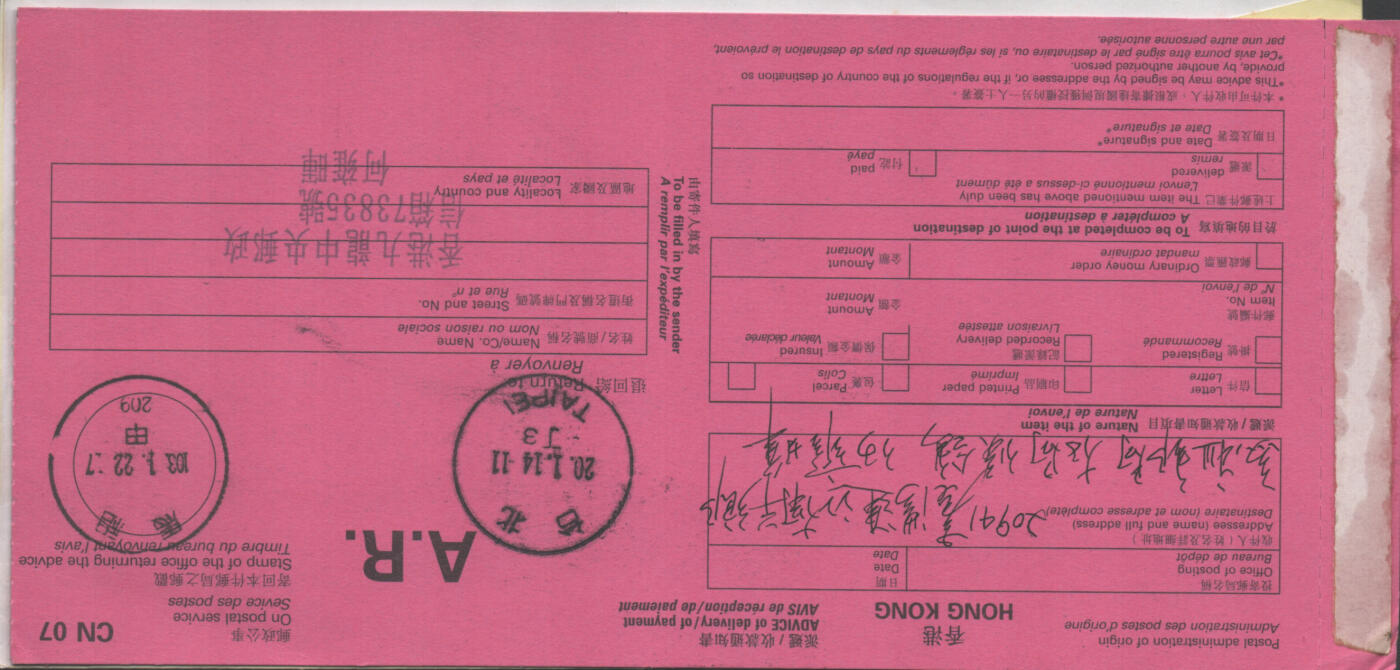 Postal administration of origin
Administration des postes d'origine
香港
HONG KONG
派遞/收款通知書
ADVICE of delivery/of payment
AVIS de réception/de paiement
郵政公事
On postal service
Sevice des postes
CN 07
投寄郵局名稱
Office of posting
Bureau de dépôt
日期
Date
Date
收件人(姓名及詳細地址)
Addressee (name and full address)
Destinataire (nom et adresse complète)
20941
派遞/收款通知書項目
Nature of the item
Nature de l'envoi
信件 Letter
Lettre
印刷品 Printed paper
Imprimé
包裹 Parcel
Colis
掛號 Registered
Recommandé
記錄派遞 Recorded delivery
Livraison attestée
保價金額 Insured
Valeur déclarée
郵件編號
Item No.
N° de l'envoi
金額 Amount
Montant
郵政匯票 Ordinary money order
mandat ordinaire
金額 Amount
Montant
於目的地填寫 To be completed at the point of destination
A compléter à destination
上述郵件業已 The item mentioned above has been duly
L'envoi mentionné ci-dessus a été dûment
派遞 delivered
remis
付訖 paid
payé
日期及簽署 Date and signature*
Date et signature*
*本件可由收件人,或根據寄達國規例獲授權的另一人士簽署。
*This advice may be signed by the addressee or, if the regulations of the country of destination so
provide, by another authorized person.
*Cet avis pourra être signé par le destinataire ou, si les règlements du pays de destination le prévoient,
par une autre personne autorisée.
寄回本件郵局之郵戳
Stamp of the office returning the advice
Timbre du bureau renvoyant l'avis
A.R.
台北
20.1.14-11
J3
TAIPEI
馬祖
103.1.22
甲
209
退回給 Return to:
Renvoyer à
姓名/商號名稱 Name/Co. Name
Nom ou raison sociale
街道名稱及門牌號碼 Street and No.
Rue et n°
地區及國家 Locality and country
Localité et pays
香港九龍中央郵政
信箱73835號
何雍暉
由寄件人填寫
To be filled in by the sender
A remplir par l'expéditeur